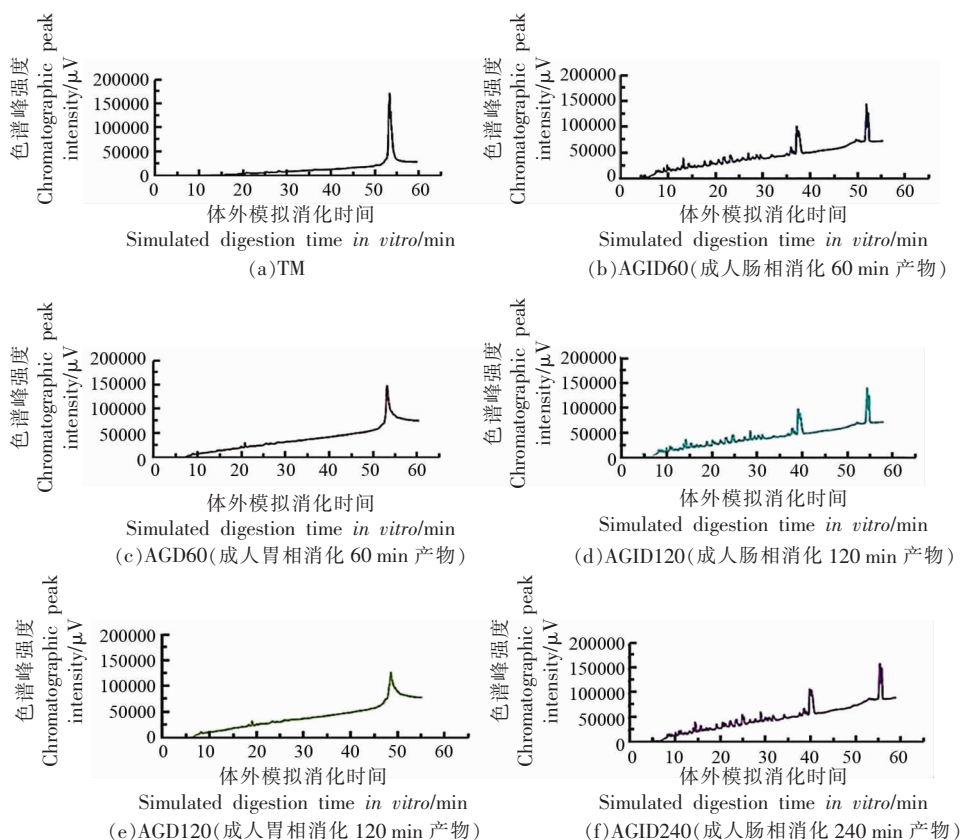 色谱峰强度
Chromatographic peak
intensity/μV
200000
150000
100000
50000
0
0 10 20 30 40 50 60
体外模拟消化时间
Simulated digestion time in vitro/min
(a)TM
色谱峰强度
Chromatographic peak
intensity/μV
200000
150000
100000
50000
0
0 10 20 30 40 60
体外模拟消化时间
Simulated digestion time in vitro/min
(b)AGID60(成人肠相消化 60 min 产物)
色谱峰强度
Chromatographic peak
intensity/μV
200000
150000
100000
50000
0
0 10 20 30 40 50 60
体外模拟消化时间
Simulated digestion time in vitro/min
(c)AGD60(成人胃相消化 60 min 产物)
色谱峰强度
Chromatographic peak
intensity/μV
200000
150000
100000
50000
0
0 10 20 30 40 50 60
体外模拟消化时间
Simulated digestion time in vitro/min
(d)AGID120(成人肠相消化 120 min 产物)
色谱峰强度
Chromatographic peak
intensity/μV
200000
150000
100000
50000
0
0 10 20 30 40 50 60
体外模拟消化时间
Simulated digestion time in vitro/min
(e)AGD120(成人胃相消化 120 min 产物)
色谱峰强度
Chromatographic peak
intensity/μV
200000
150000
100000
50000
0
0 10 20 30 40 50 60
体外模拟消化时间
Simulated digestion time in vitro/min
(f)AGID240(成人肠相消化 240 min 产物)